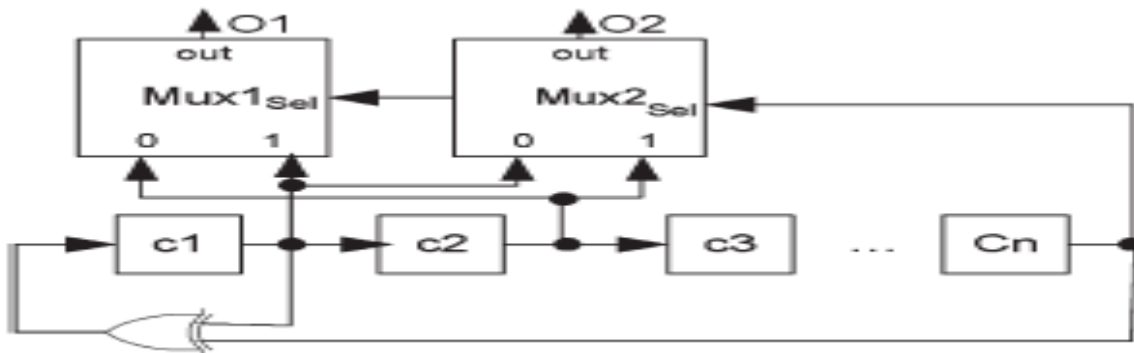 O1 O2
out out
Mux1Sel Mux2Sel
0 1 0 1
c1 c2 c3 ... Cn